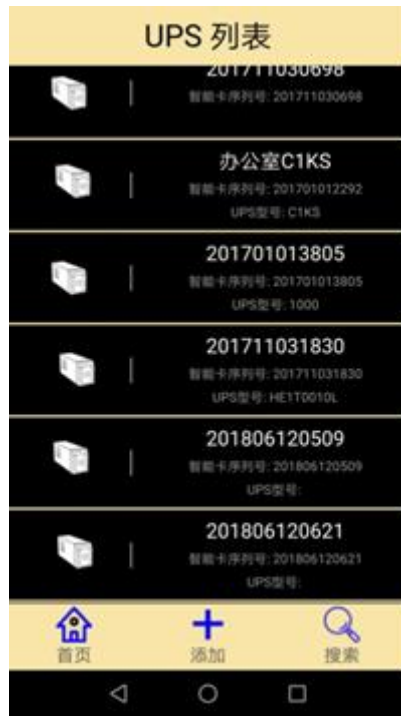 UPS 列表
201711030698
智能卡序列号: 201711030698
办公室C1KS
智能卡序列号: 201701012292
UPS型号: C1KS
201701013805
智能卡序列号: 201701013805
UPS型号: 1000
201711031830
智能卡序列号: 201711031830
UPS型号: HE1T0010L
201806120509
智能卡序列号: 201806120509
UPS型号:
201806120621
智能卡序列号: 201806120621
UPS型号:
首页 添加 搜索